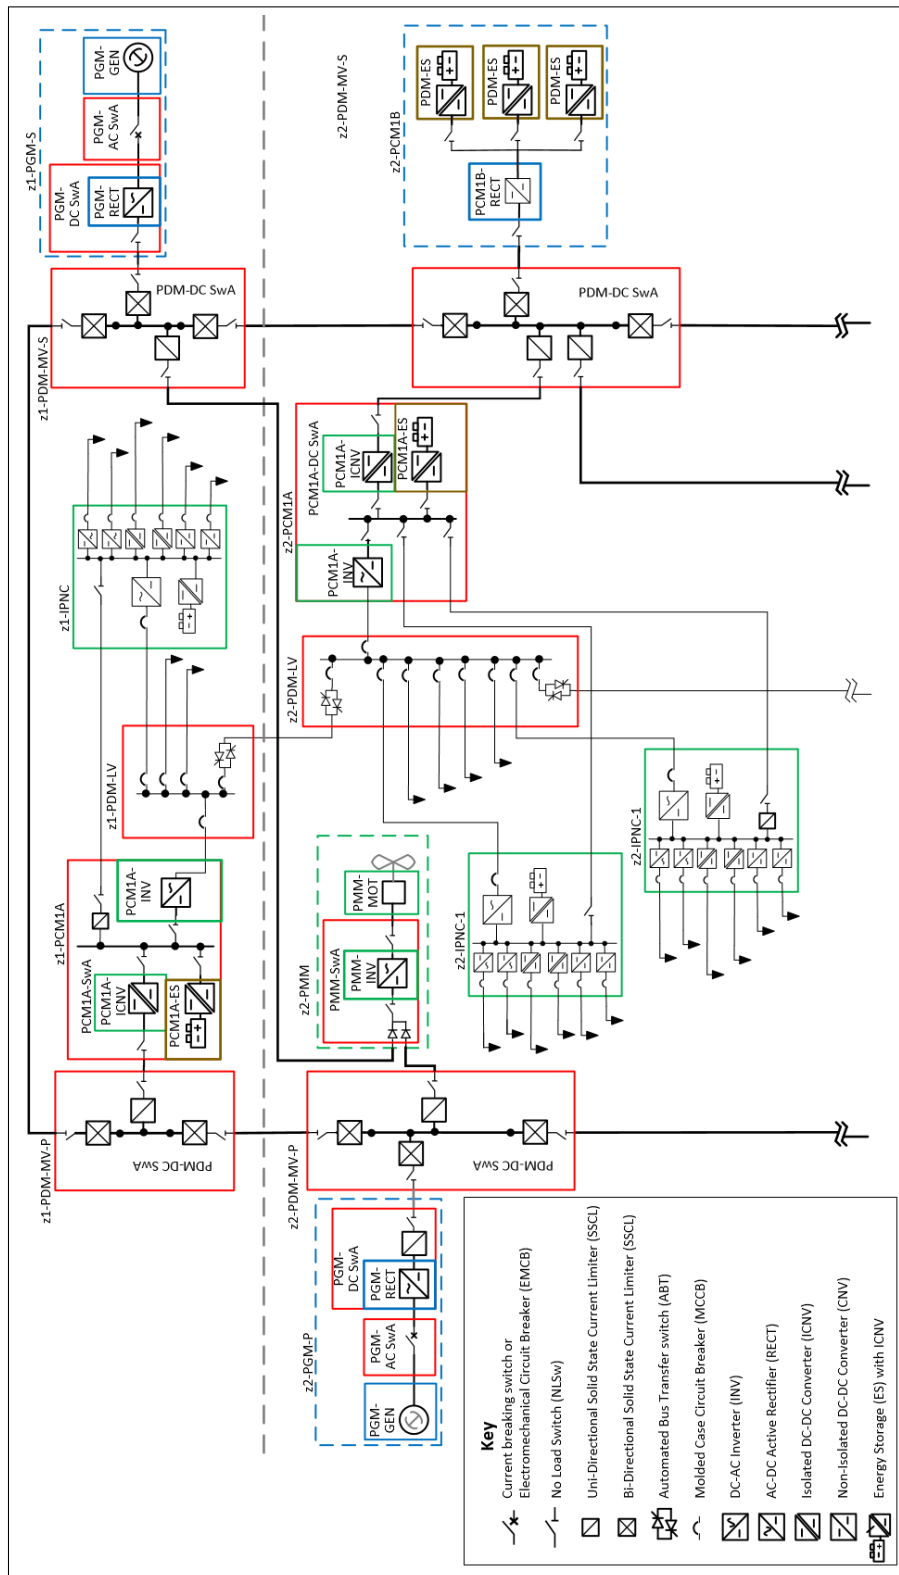 z1-PGM-S
PGM-
GEN
PGM-
AC SwA
PGM-
DC SwA
PGM-
RECT
z1-PDM-MV-S
PDM-DC SwA
z2-PDM-MV-S
z2-PCM1B
PDM-ES
PDM-ES
PDM-ES
PCM1B-
RECT
PDM-DC SwA
z1-IPNC
z2-PCM1A
PCM1A-DC SwA
PCM1A-
ICNV
PCM1A-ES
PCM1A-
INV
z1-PDM-LV
z2-PDM-LV
z1-PCM1A
PCM1A-SwA
PCM1A-
ICNV
PCM1A-ES
PCM1A-
INV
z2-PMM
PMM-SwA
PMM-
INV
PMM-
MOT
z2-IPNC-1
z2-IPNC-1
z1-PDM-MV-P
PDM-DC SwA
z2-PDM-MV-P
PDM-DC SwA
z2-PGM-P
PGM-
GEN
PGM-
AC SwA
PGM-
DC SwA
PGM-
RECT
Key
Current breaking switch or
Electromechanical Circuit Breaker (EMCB)
No Load Switch (NLSw)
Uni-Directional Solid State Current Limiter (SSCL)
Bi-Directional Solid State Current Limiter (SSCL)
Automated Bus Transfer switch (ABT)
Molded Case Circuit Breaker (MCCB)
DC-AC Inverter (INV)
AC-DC Active Rectifier (RECT)
Isolated DC-DC Converter (ICNV)
Non-Isolated DC-DC Converter (CNV)
Energy Storage (ES) with ICNV